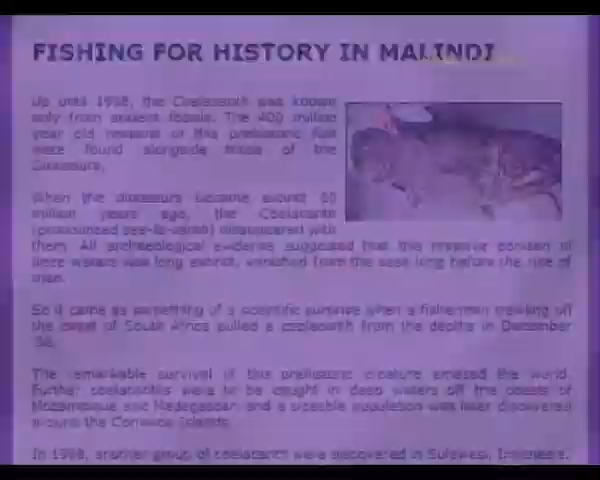 FISHING FOR HISTORY IN MALINDI
Up until 1938, the Coelacanth was known
only from ancient fossils. The 400 million
year old remains of this prehistoric fish
were found alongside those of the
Dinosaurs.
When the dinosaurs became extinct 60
million years ago, the Coelacanth
(pronounced see-la-canth) disappeared with
them. All archaeological evidence suggested that this massive denizen of
deep waters was long extinct, vanished from the seas long before the rise of
man.
So it came as something of a scientific surprise when a fisherman trawling off
the coast of South Africa pulled a coelacanth from the depths in December
'38.
The remarkable survival of this prehistoric creature amazed the world.
Further coelacanths were to be caught in deep waters off the coasts of
Mozambique and Madagascar, and a sizeable population was later discovered
around the Comoros Islands.
In 1998, another group of coelacanth were discovered in Sulawesi, Indonesia.